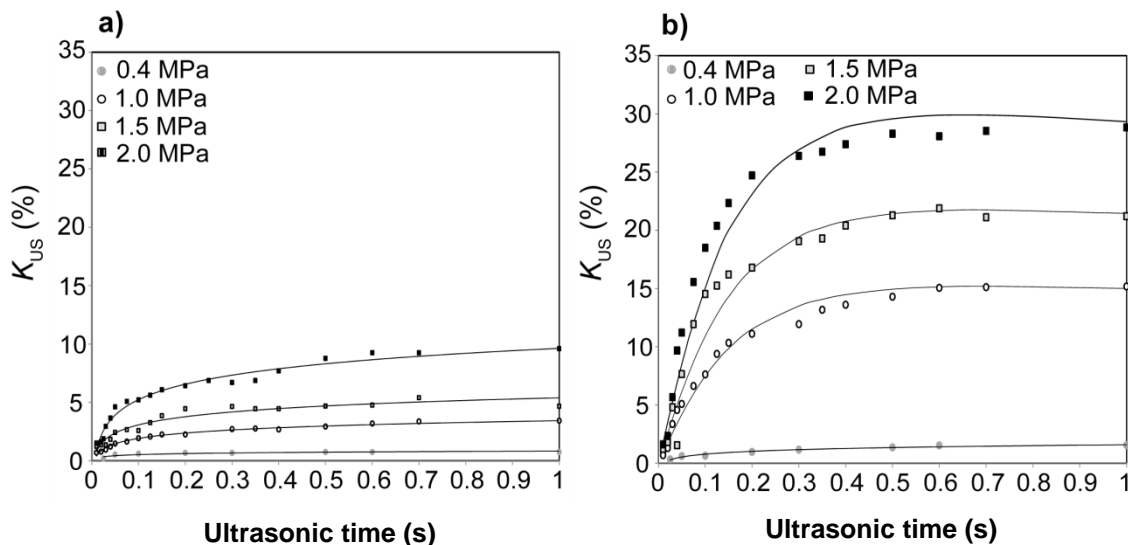 a)
35
30
25
20
15
10
5
0
K_US (%)
0.4 MPa
1.0 MPa
1.5 MPa
2.0 MPa
0 0.1 0.2 0.3 0.4 0.5 0.6 0.7 0.8 0.9 1
Ultrasonic time (s)
b)
35
30
25
20
15
10
5
0
K_US (%)
0.4 MPa 1.5 MPa
1.0 MPa 2.0 MPa
0 0.1 0.2 0.3 0.4 0.5 0.6 0.7 0.8 0.9 1
Ultrasonic time (s)